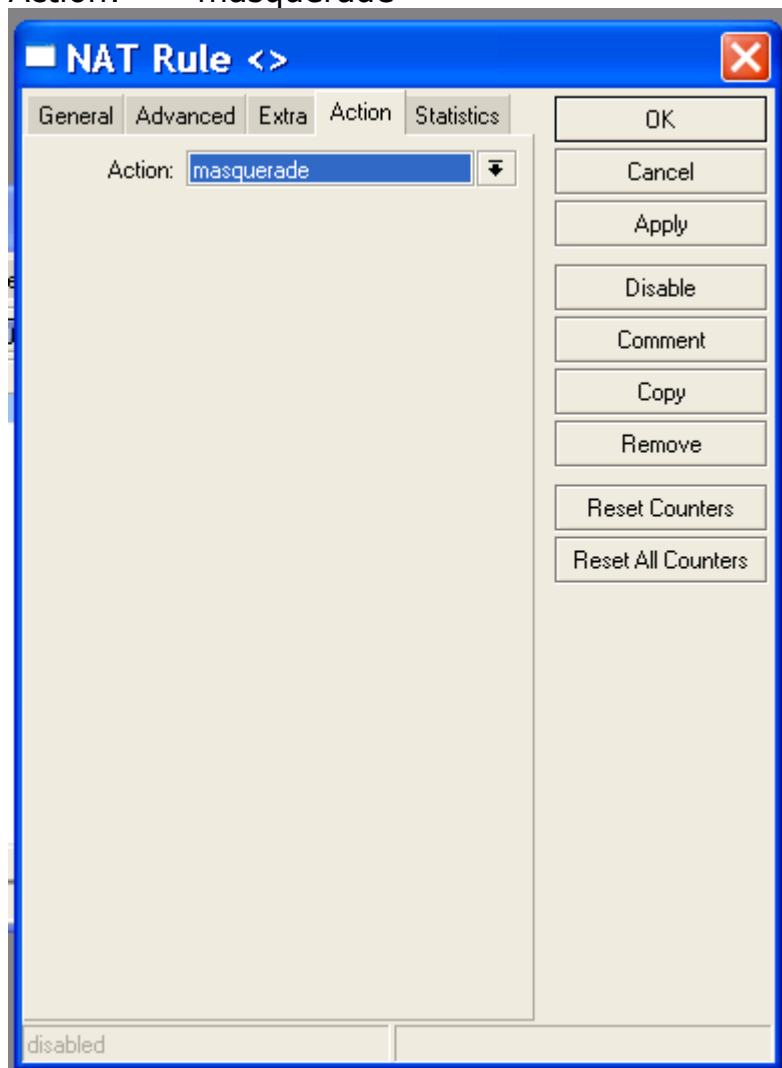 Action: masquerade
NAT Rule <>
General Advanced Extra Action Statistics
Action: masquerade
OK
Cancel
Apply
Disable
Comment
Copy
Remove
Reset Counters
Reset All Counters
disabled